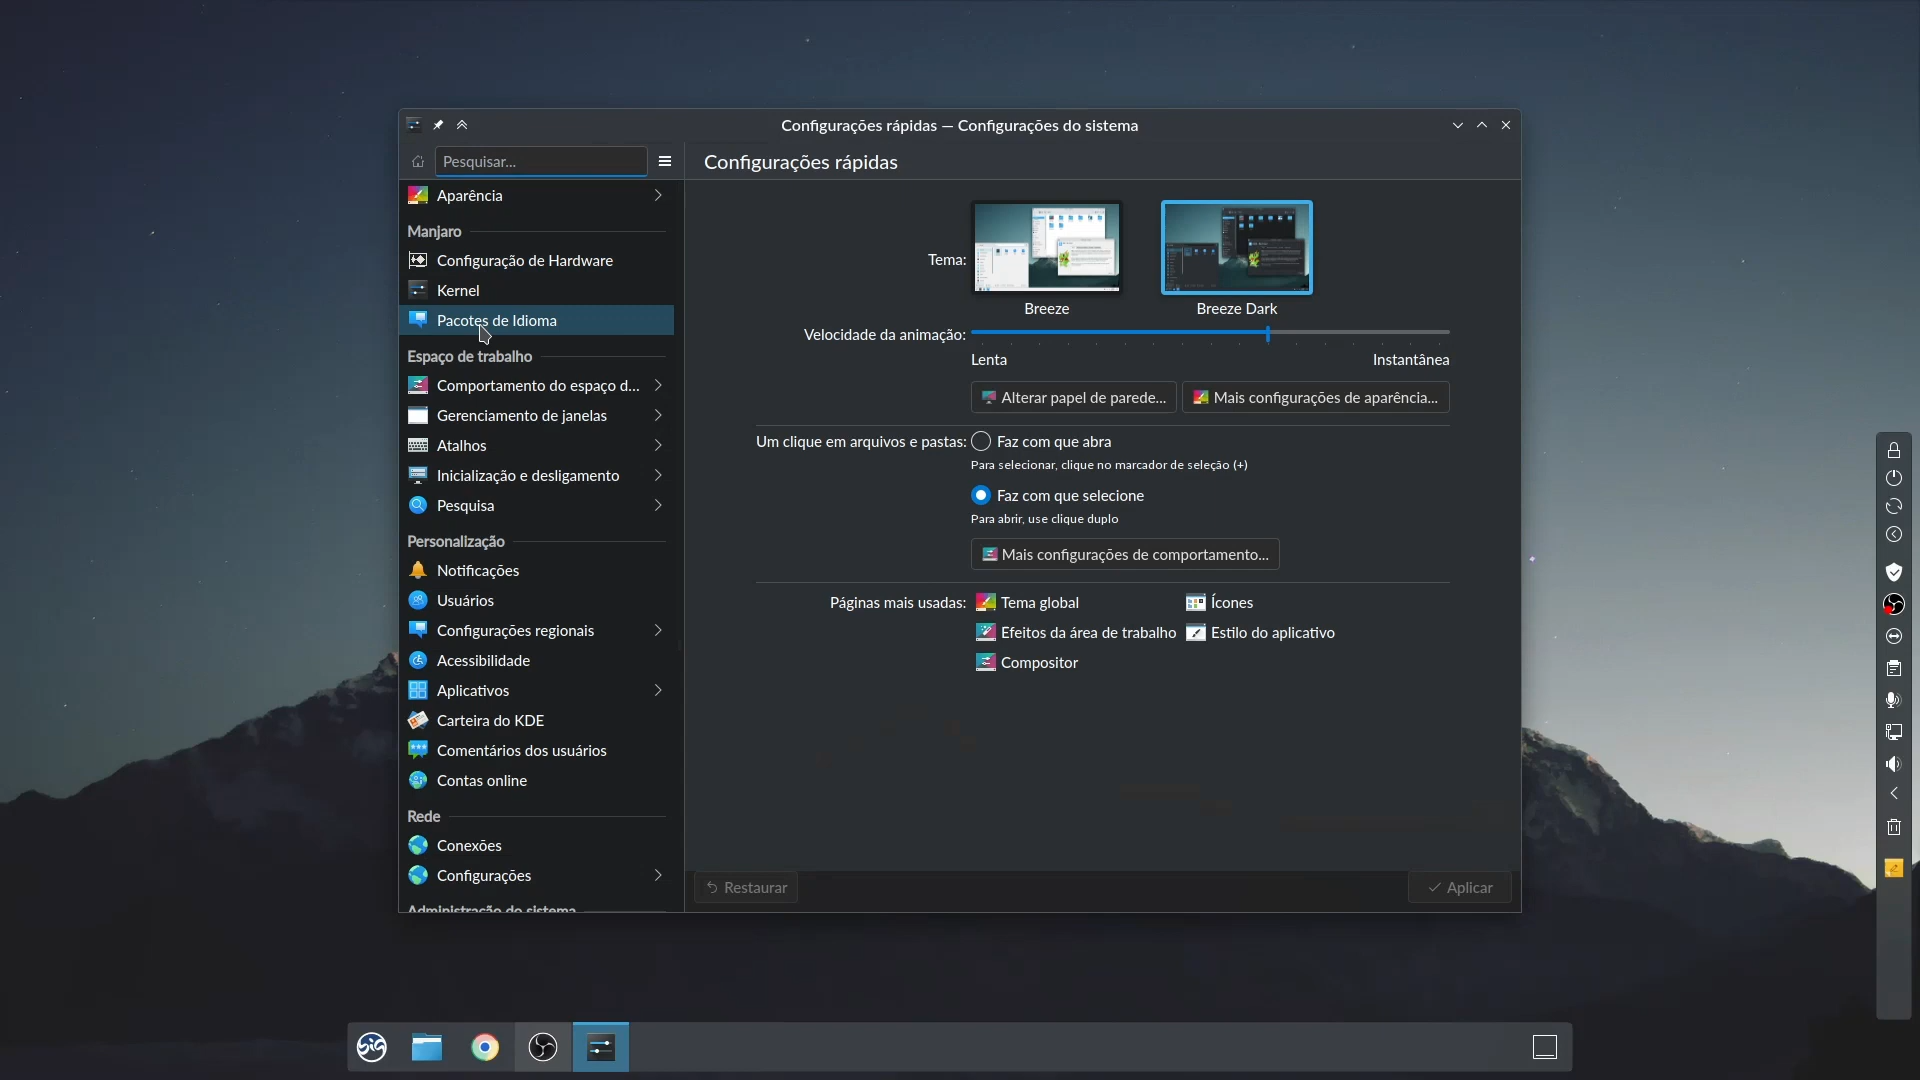 Configurações rápidas — Configurações do sistema
Pesquisar...
Configurações rápidas
Aparência
Manjaro
Configuração de Hardware
Kernel
Pacotes de Idioma
Espaço de trabalho
Comportamento do espaço d...
Gerenciamento de janelas
Atalhos
Inicialização e desligamento
Pesquisa
Personalização
Notificações
Usuários
Configurações regionais
Acessibilidade
Aplicativos
Carteira do KDE
Comentários dos usuários
Contas online
Rede
Conexões
Configurações
Administração do sistema
Tema:
Breeze
Breeze Dark
Velocidade da animação:
Lenta
Instantânea
Alterar papel de parede...
Mais configurações de aparência...
Um clique em arquivos e pastas:
Faz com que abra
Para selecionar, clique no marcador de seleção (+)
Faz com que selecione
Para abrir, use clique duplo
Mais configurações de comportamento...
Páginas mais usadas:
Tema global
Ícones
Efeitos da área de trabalho
Estilo do aplicativo
Compositor
Restaurar
Aplicar